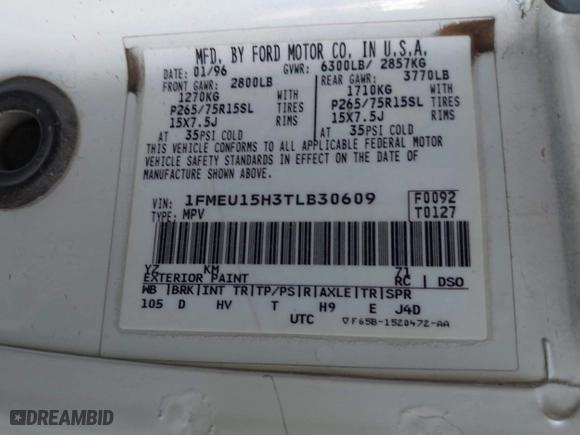 MFD. BY FORD MOTOR CO. IN U.S.A.
DATE: 01/96 GVWR: 6300LB/ 2857KG
FRONT GAWR: 2800LB REAR GAWR: 3770LB
1270KG WITH 1710KG WITH
P265/75R15SL TIRES P265/75R15SL TIRES
15X7.5J RIMS 15X7.5J RIMS
AT 35PSI COLD AT 35PSI COLD
THIS VEHICLE CONFORMS TO ALL APPLICABLE FEDERAL MOTOR
VEHICLE SAFETY STANDARDS IN EFFECT ON THE DATE OF
MANUFACTURE SHOWN ABOVE.
VIN: 1FMEU15H3TLB30609 F0092
TYPE: MPV T0127
YZ KM 71
EXTERIOR PAINT RC DSO
WB BRK INT TR TP/PS R AXLE TR SPR
105 D HV T H9 E J4D
UTC ▽F65B-1520472-AA
DREAMBID